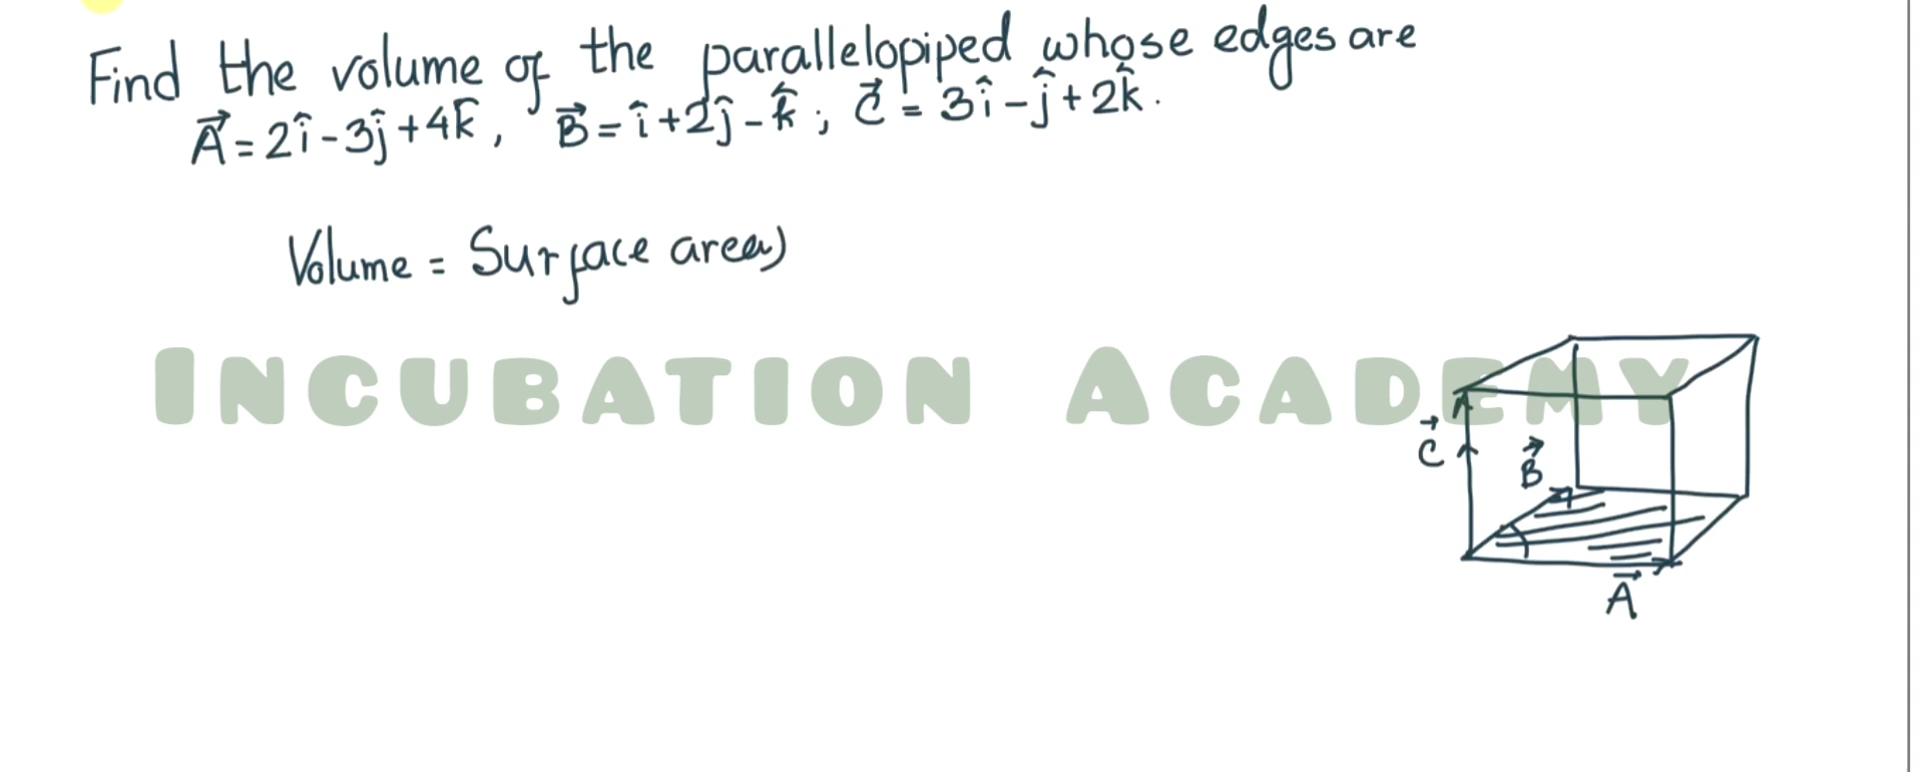 Find the volume of the parallelopiped whose edges are
A⃗ = 2î - 3ĵ + 4k̂, B⃗ = î + 2ĵ - k̂ ; C⃗ = 3î - ĵ + 2k̂.
Volume = Surface area)
INCUBATION ACADEMY
C⃗
B⃗
A⃗